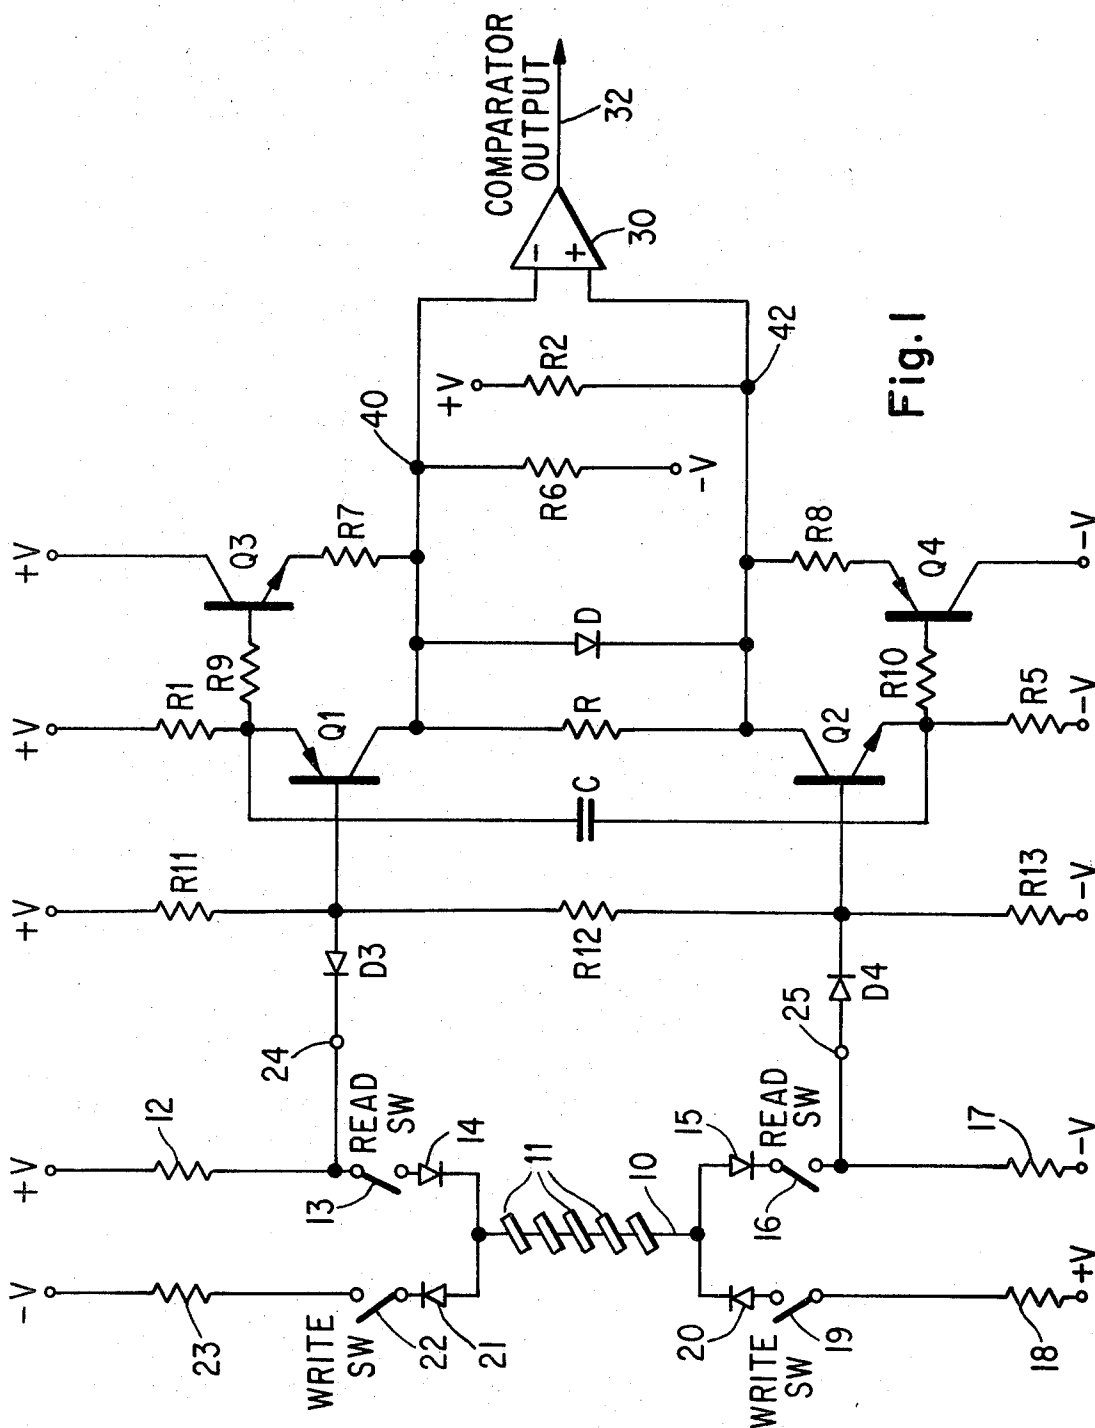 +V
+V
+V
+V
-V
COMPARATOR
OUTPUT
32
Q3
R7
R9
R1
Q1
R11
40
+V
R2
R6
-V
-
+
30
42
D
R
C
R12
24
D3
12
READ
SW
13
14
23
WRITE
SW
22
21
11
10
15
READ
SW
16
25
D4
20
WRITE
SW
19
Q2
R10
R8
Q4
R5
R13
17
18
-V
-V
-V
-V
+V
Fig.1